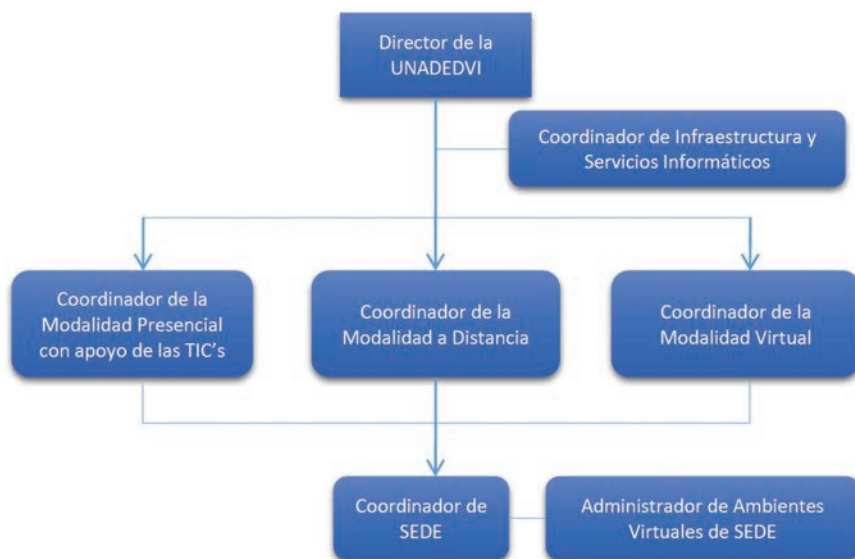 Director de la
UNADEDVI
Coordinador de Infraestructura y
Servicios Informáticos
Coordinador de la
Modalidad Presencial
con apoyo de las TIC's
Coordinador de la
Modalidad a Distancia
Coordinador de la
Modalidad Virtual
Coordinador de
SEDE
Administrador de Ambientes
Virtuales de SEDE